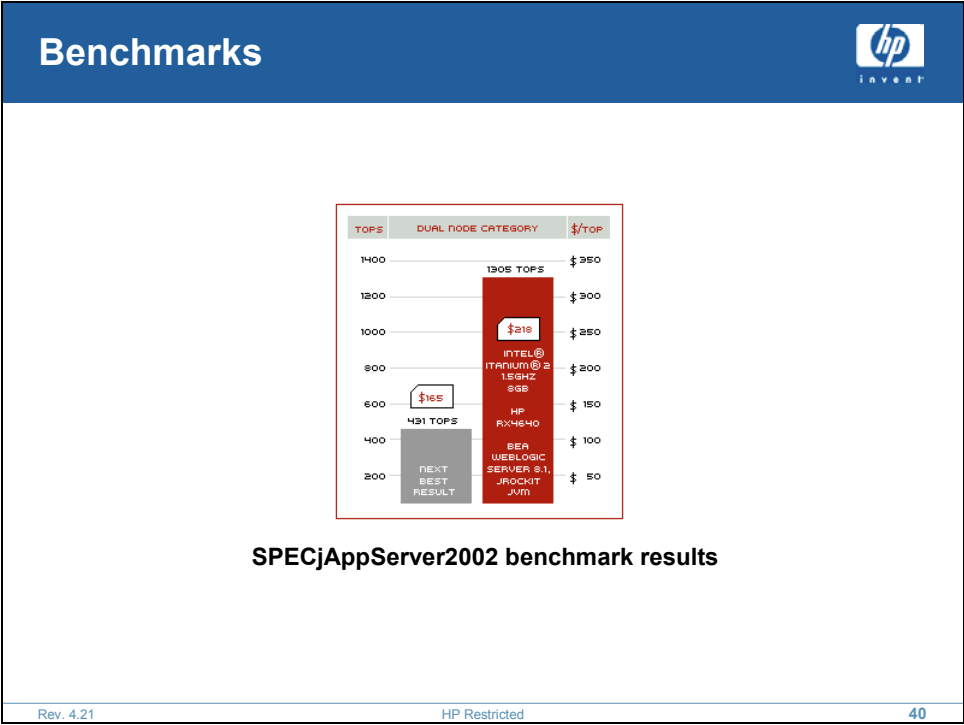 Benchmarks
hp
invent
TOPS DUAL NODE CATEGORY $/TOP
1400 $ 350
1305 TOPS
1200 $ 300
1000 $218 $ 250
INTEL®
ITANIUM® 2
800 $ 200
1.5GHZ
8GB
$165
600 $ 150
HP
RX4640
431 TOPS
400 $ 100
BEA
WEBLOGIC
SERVER 8.1,
JROCKIT
JVM
200 $ 50
NEXT
BEST
RESULT
SPECjAppServer2002 benchmark results
Rev. 4.21 HP Restricted 40